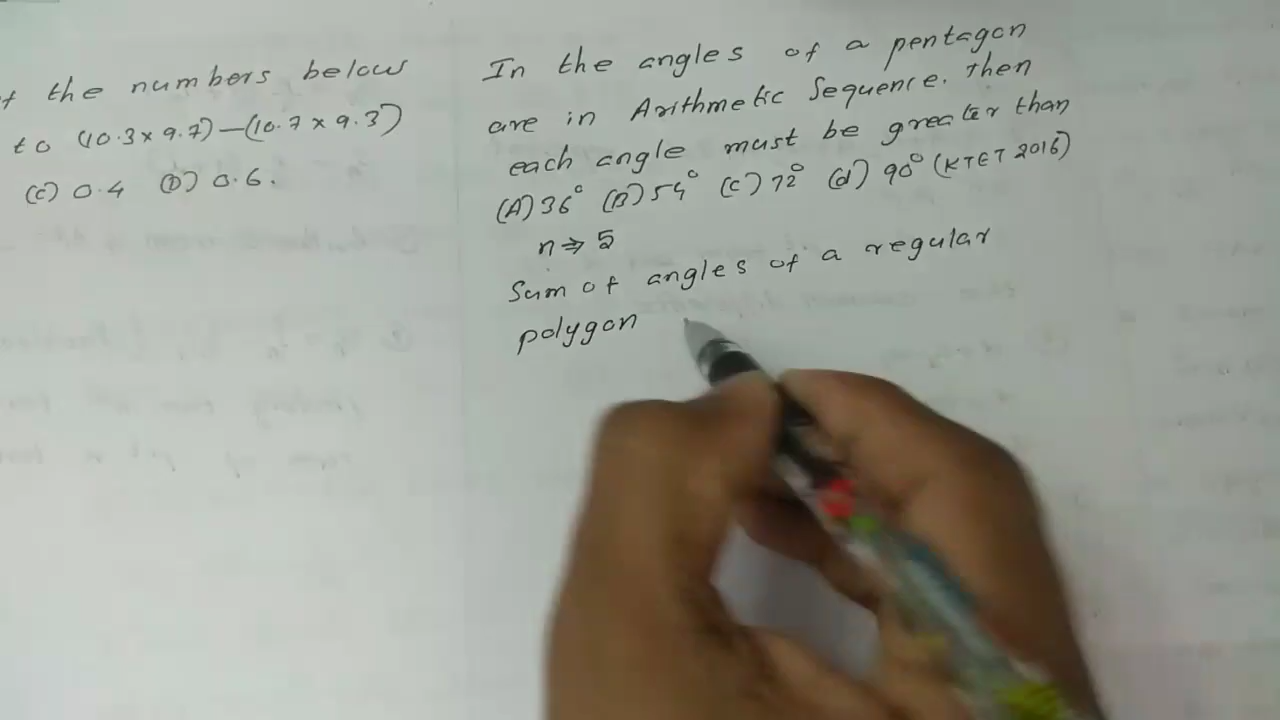 the numbers below
to (10.3 x 9.7) – (10.7 x 9.3)
(C) 0.4 (D) 0.6.
In the angles of a pentagon
are in Arithmetic Sequence. Then
each angle must be greater than
(A) 36° (B) 54° (C) 72° (d) 90° (KTET 2016)
n ⇒ 5
Sum of angles of a regular
polygon